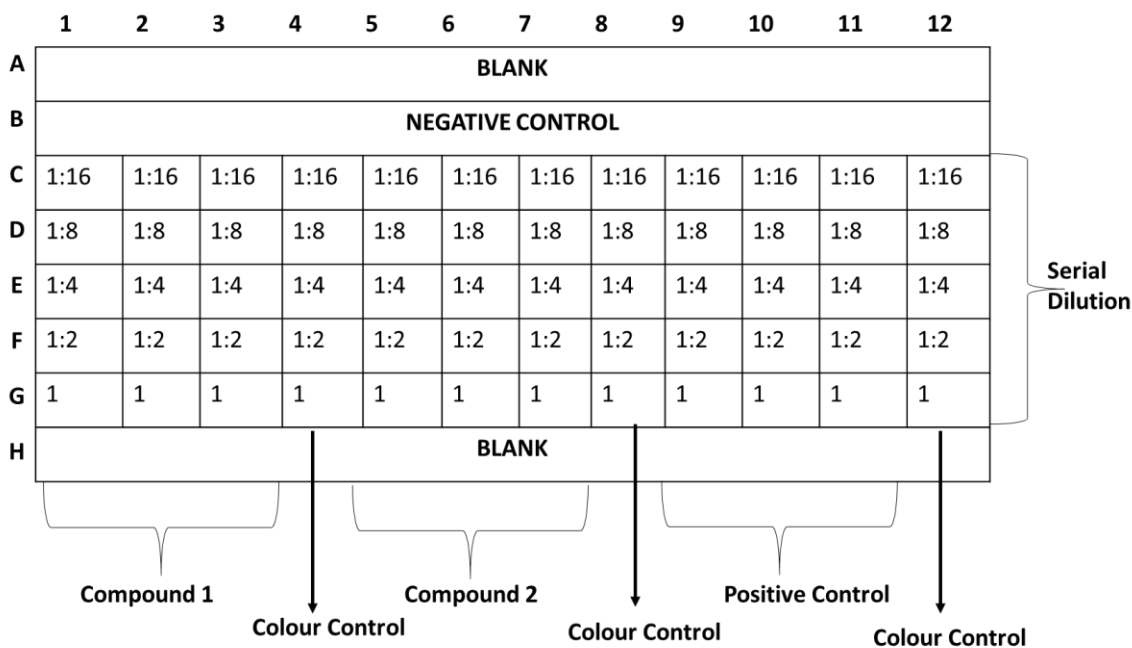 1 2 3 4 5 6 7 8 9 10 11 12
A BLANK
B NEGATIVE CONTROL
C 1:16 1:16 1:16 1:16 1:16 1:16 1:16 1:16 1:16 1:16 1:16 1:16
D 1:8 1:8 1:8 1:8 1:8 1:8 1:8 1:8 1:8 1:8 1:8 1:8
E 1:4 1:4 1:4 1:4 1:4 1:4 1:4 1:4 1:4 1:4 1:4 1:4
F 1:2 1:2 1:2 1:2 1:2 1:2 1:2 1:2 1:2 1:2 1:2 1:2
G 1 1 1 1 1 1 1 1 1 1 1 1
H BLANK
Serial
Dilution
Compound 1 Compound 2 Positive Control
Colour Control Colour Control Colour Control